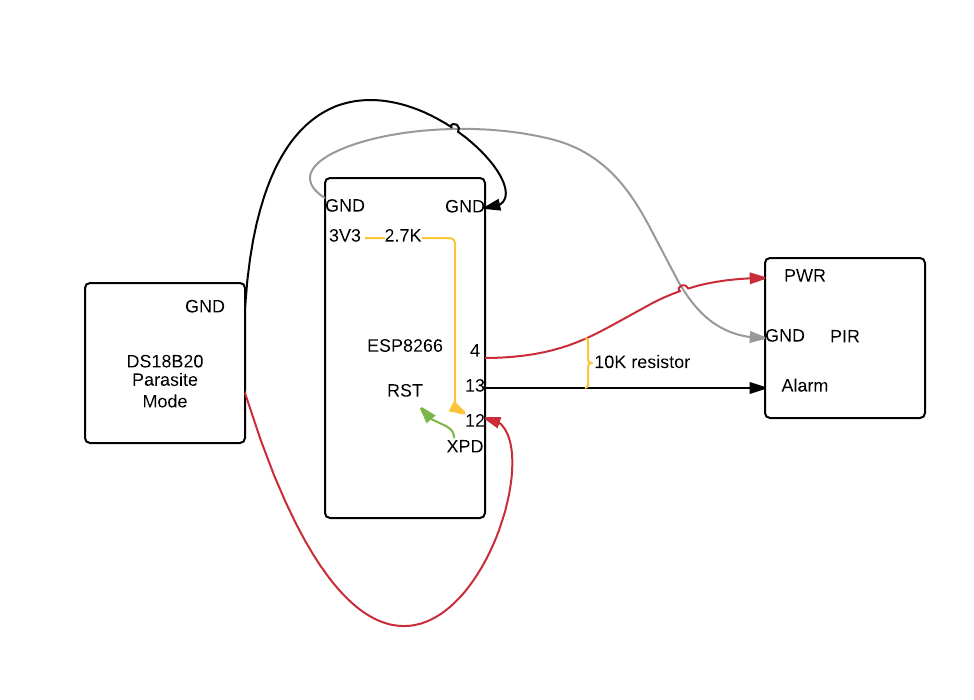 GND
DS18B20
Parasite
Mode
GND
GND
3V3
2.7K
ESP8266
4
RST
13
12
XPD
10K resistor
PWR
GND
PIR
Alarm